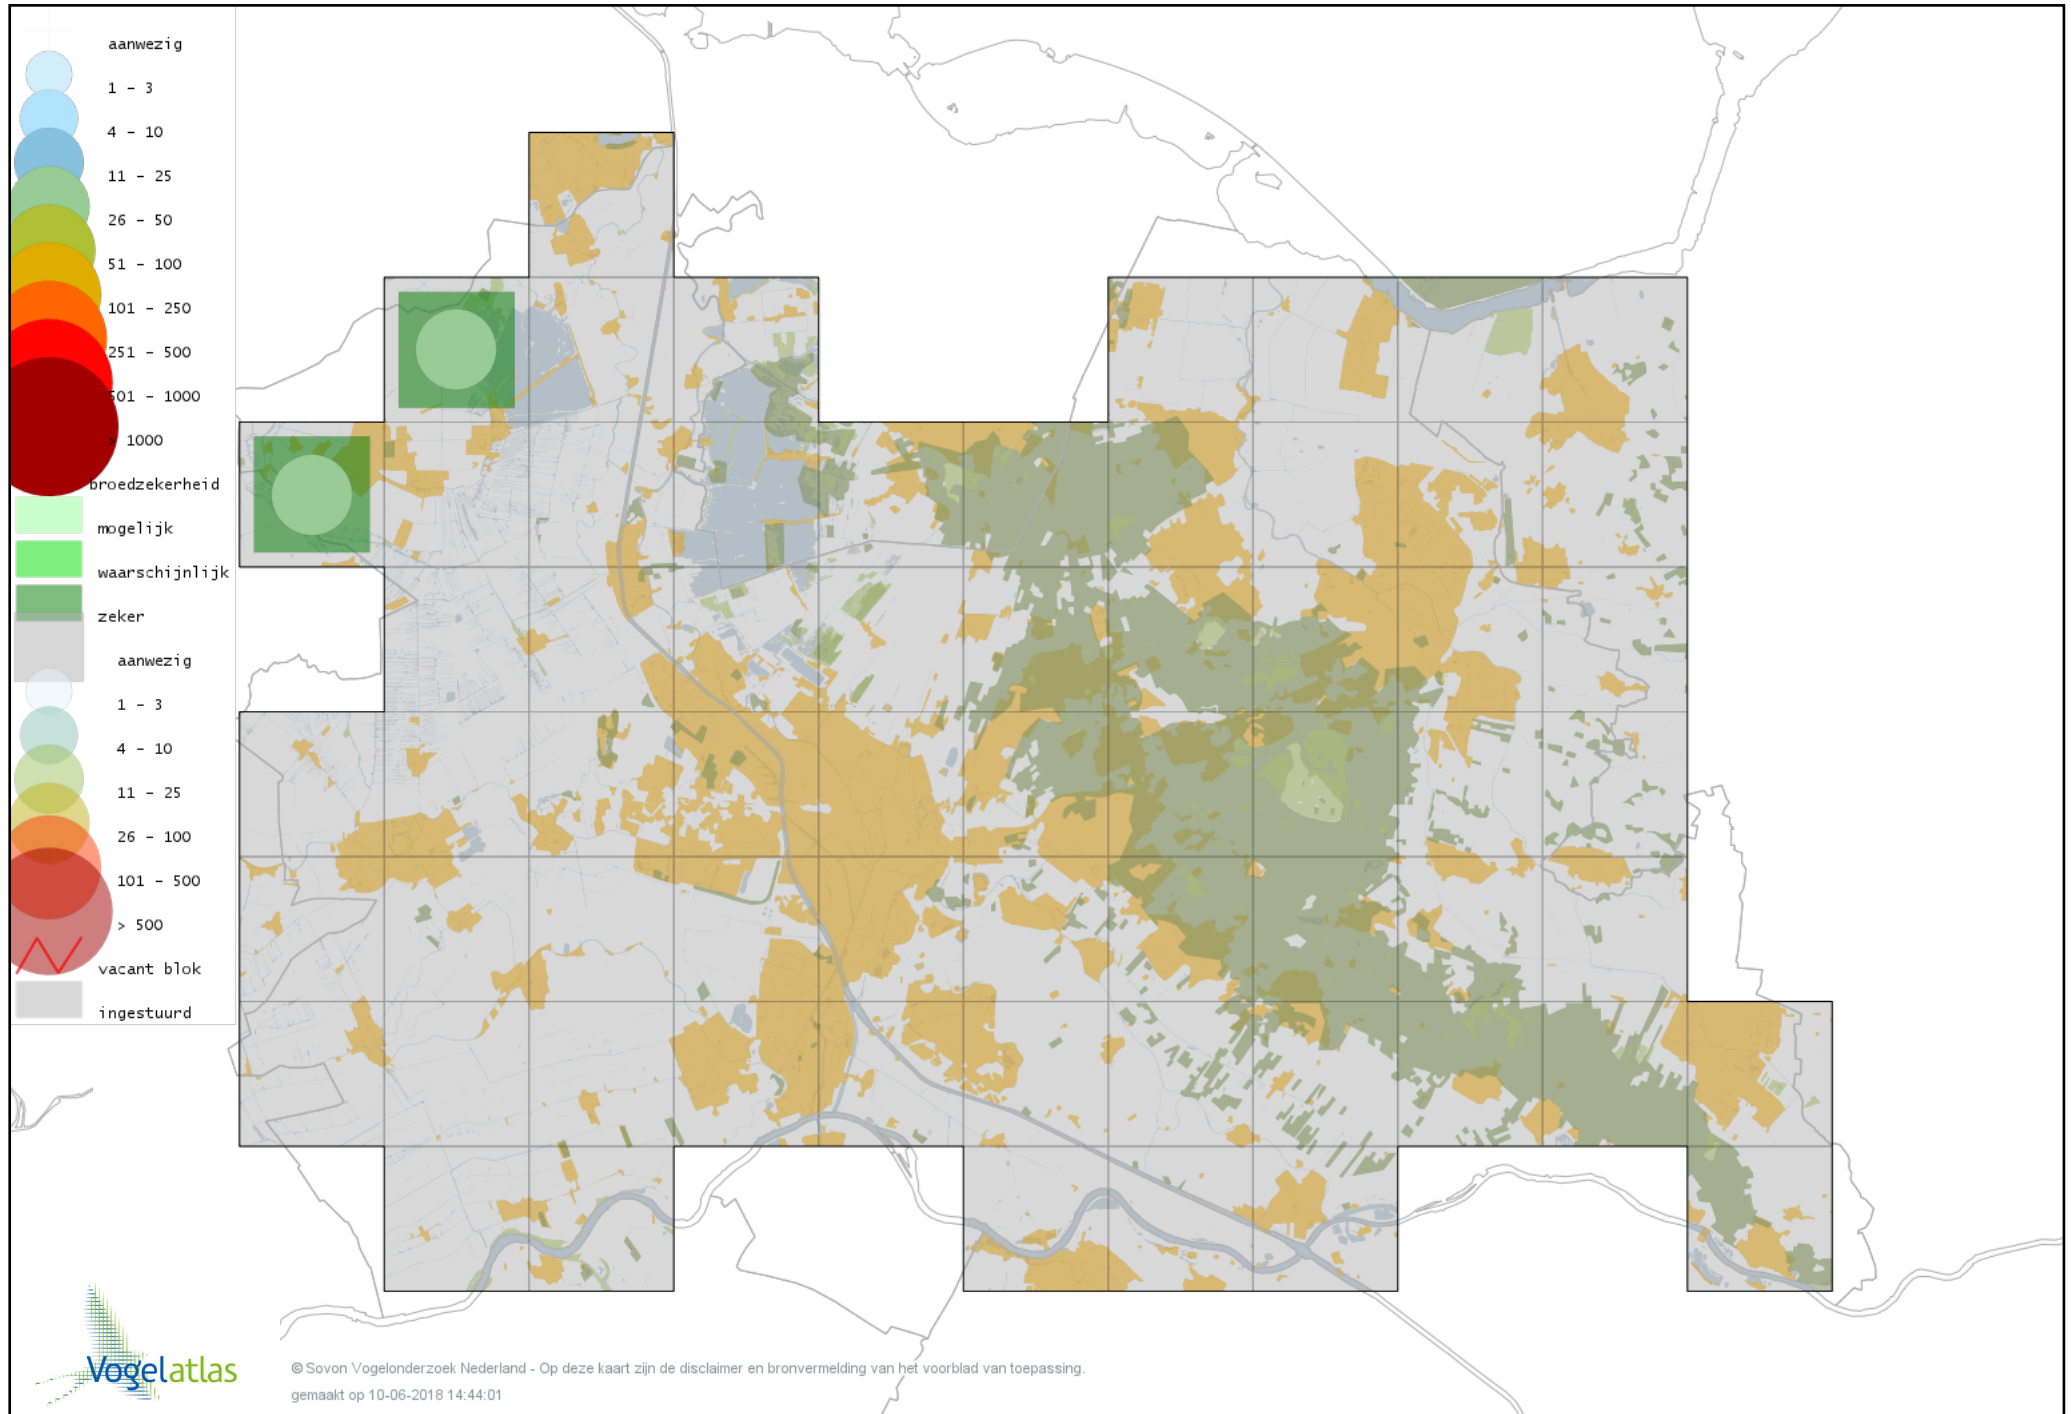 aanwezig
1 - 3
4 - 10
11 - 25
26 - 50
51 - 100
101 - 250
251 - 500
501 - 1000
> 1000
broedzekerheid
mogelijk
waarschijnlijk
zeker
aanwezig
1 - 3
4 - 10
11 - 25
26 - 100
101 - 500
> 500
vacant blok
ingestuurd
Vogelatlas
© Sovon Vogelonderzoek Nederland - Op deze kaart zijn de disclaimer en bronvermelding van het voorblad van toepassing.
gemaakt op 10-06-2018 14:44:01